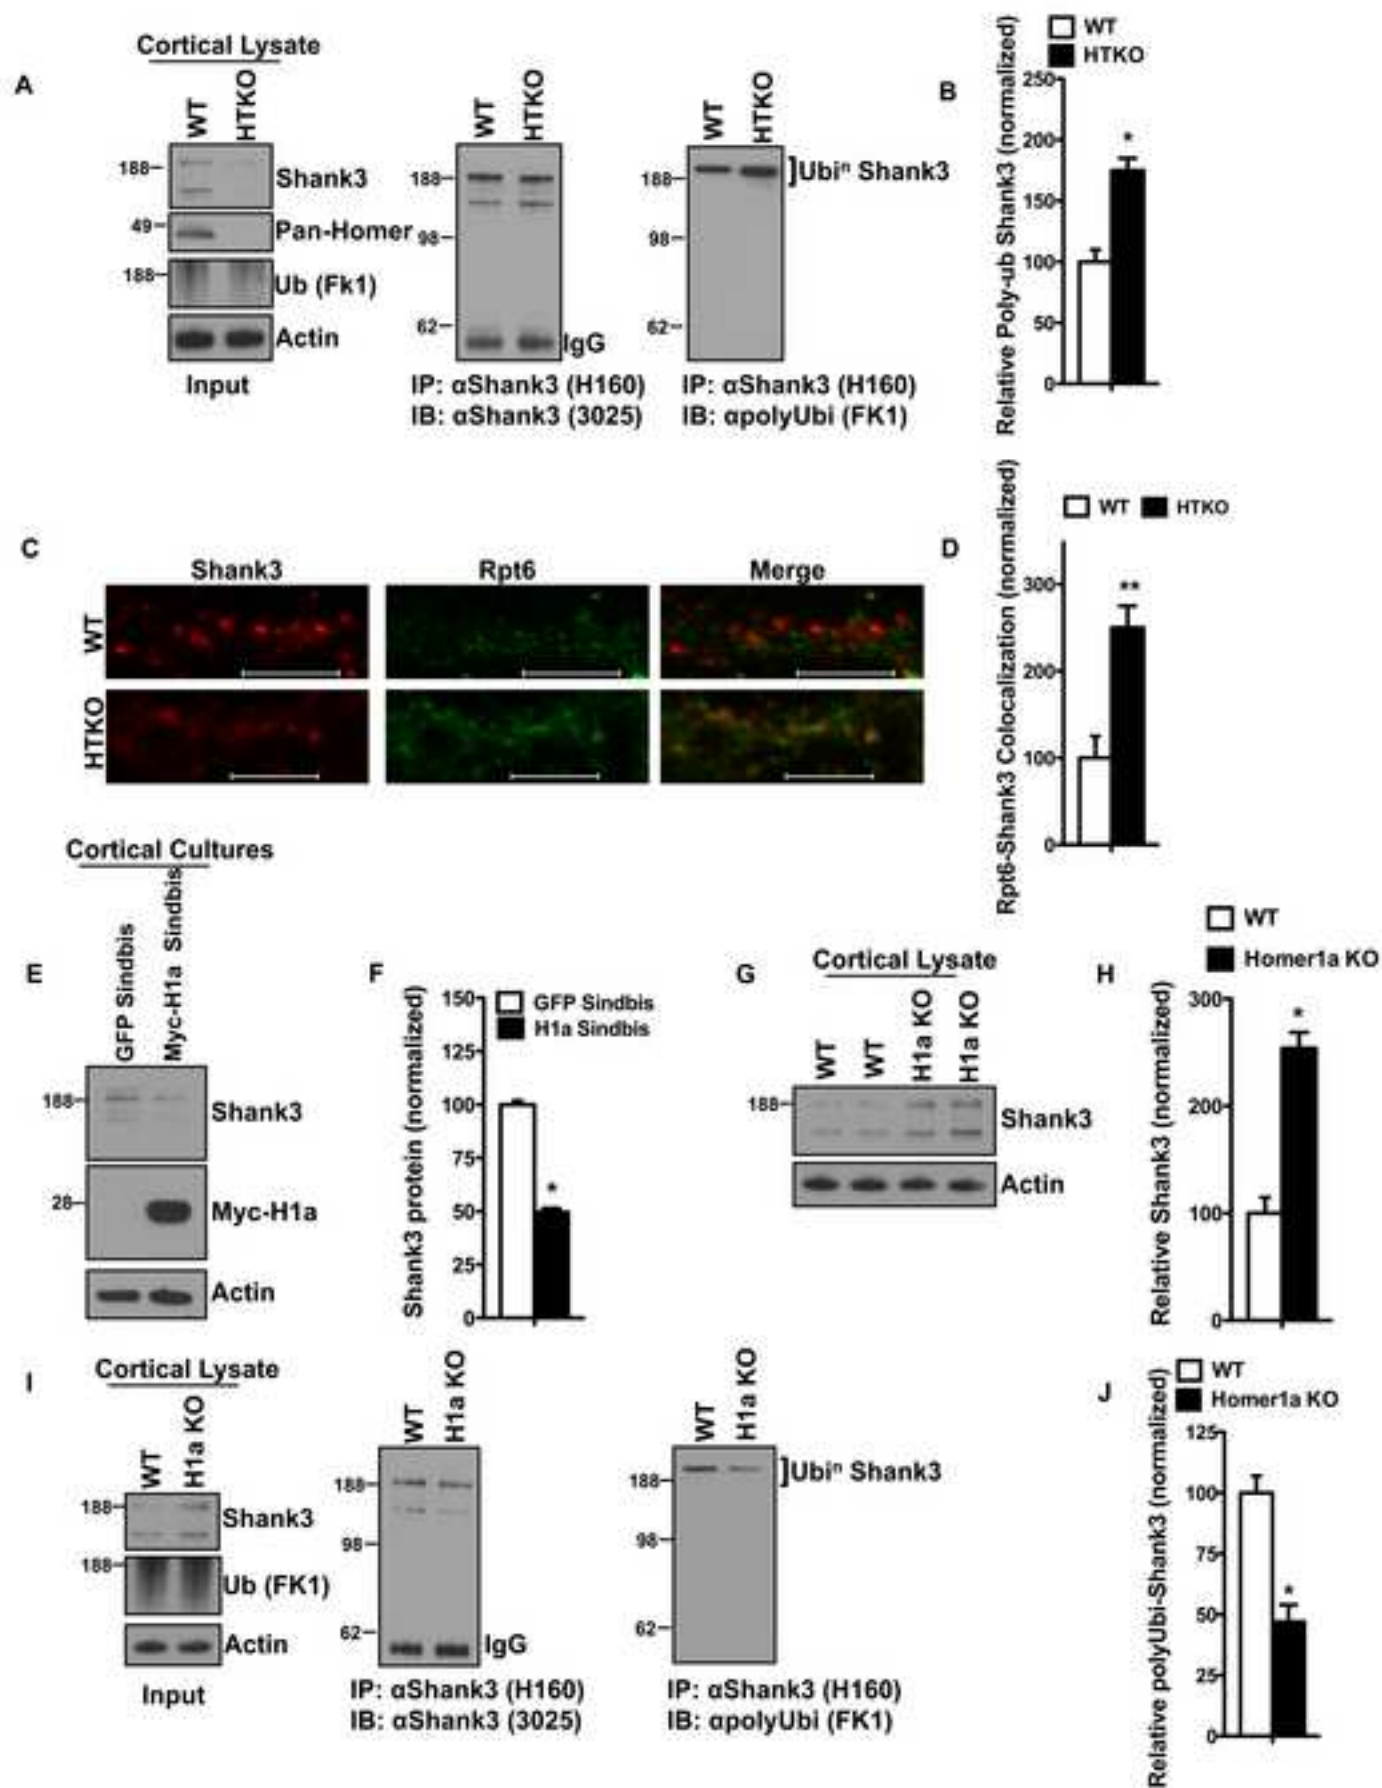 A
Cortical Lysate
WT
HTKO
188
Shank3
49
Pan-Homer
188
Ub (Fk1)
Actin
Input
WT
HTKO
188
98
62
IgG
IP: αShank3 (H160)
IB: αShank3 (3025)
WT
HTKO
188
98
62
]Ubiⁿ Shank3
IP: αShank3 (H160)
IB: αpolyUbi (FK1)
B
WT
HTKO
Relative Poly-ub Shank3 (normalized)
250
200
150
100
50
0
*
C
Shank3
Rpt6
Merge
WT
HTKO
D
WT
HTKO
Rpt6-Shank3 Colocalization (normalized)
300
200
100
0
**
E
Cortical Cultures
GFP Sindbis
Myc-H1a Sindbis
188
Shank3
28
Myc-H1a
Actin
F
GFP Sindbis
H1a Sindbis
Shank3 protein (normalized)
150
125
100
75
50
25
0
*
G
Cortical Lysate
WT
WT
H1a KO
H1a KO
188
Shank3
Actin
H
WT
Homer1a KO
Relative Shank3 (normalized)
300
200
100
0
*
I
Cortical Lysate
WT
H1a KO
188
Shank3
188
Ub (FK1)
Actin
Input
WT
H1a KO
188
98
62
IgG
IP: αShank3 (H160)
IB: αShank3 (3025)
WT
H1a KO
188
98
62
]Ubiⁿ Shank3
IP: αShank3 (H160)
IB: αpolyUbi (FK1)
J
WT
Homer1a KO
Relative polyUbi-Shank3 (normalized)
125
100
75
50
25
0
*